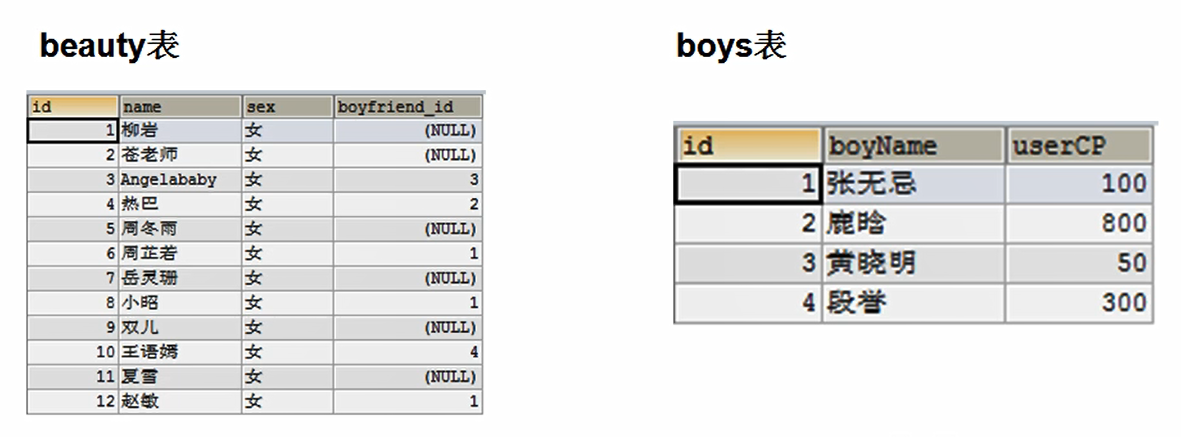 beauty表
id name sex boyfriend_id
1 柳岩 女 (NULL)
2 苍老师 女 (NULL)
3 Angelababy 女 3
4 热巴 女 2
5 周冬雨 女 (NULL)
6 周芷若 女 1
7 岳灵珊 女 (NULL)
8 小昭 女 1
9 双儿 女 (NULL)
10 王语嫣 女 4
11 夏雪 女 (NULL)
12 赵敏 女 1
boys表
id boyName userCP
1 张无忌 100
2 鹿晗 800
3 黄晓明 50
4 段誉 300